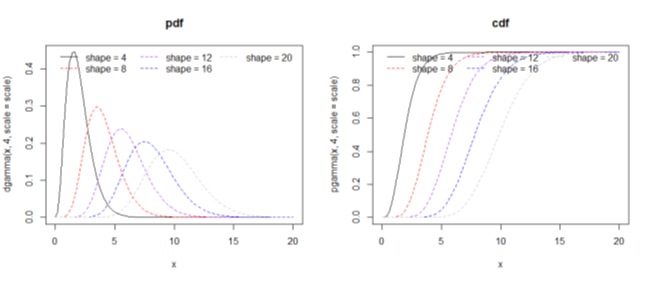 pdf
shape = 4 shape = 12 shape = 20
shape = 8 shape = 16
dgamma(x, 4, scale = scale)
0.0 0.1 0.2 0.3 0.4
0 5 10 15 20
x
cdf
shape = 4 shape = 12 shape = 20
shape = 8 shape = 16
pgamma(x, 4, scale = scale)
0.0 0.2 0.4 0.6 0.8 1.0
0 5 10 15 20
x